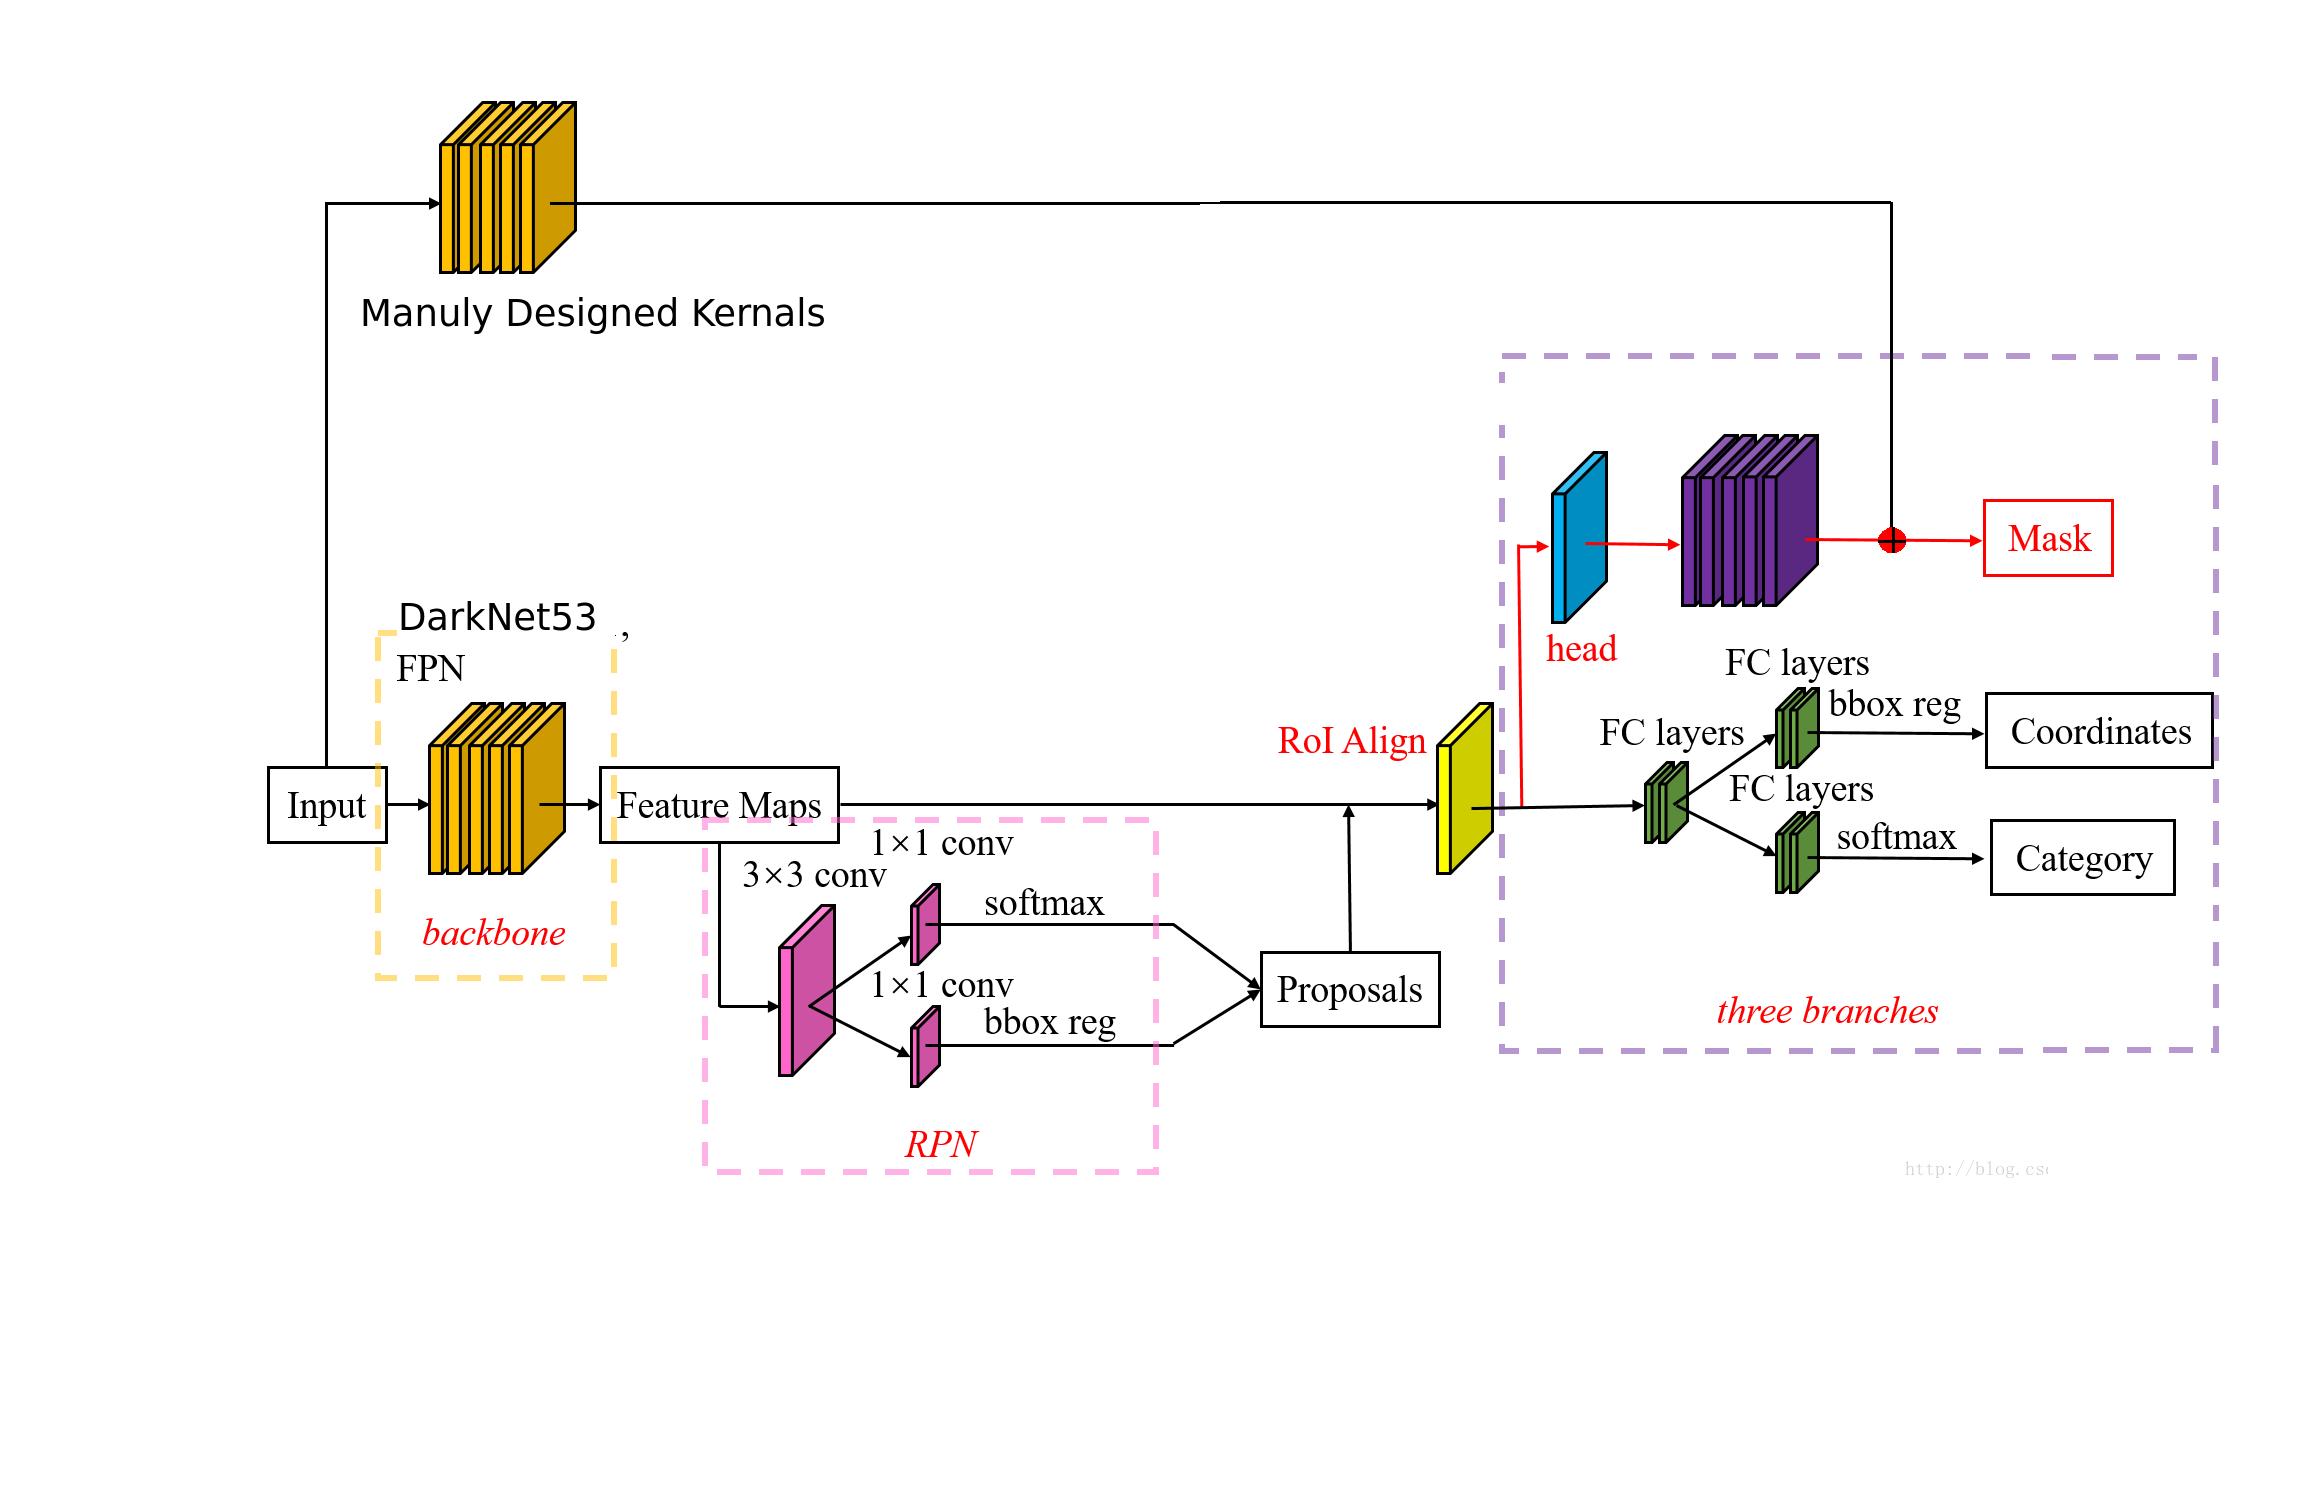 Manuly Designed Kernals
DarkNet53 ,
FPN
head
FC layers
bbox reg
Mask
RoI Align
FC layers
Coordinates
Input
Feature Maps
FC layers
softmax
Category
1×1 conv
3×3 conv
softmax
backbone
1×1 conv
bbox reg
Proposals
three branches
RPN
http://blog.cs